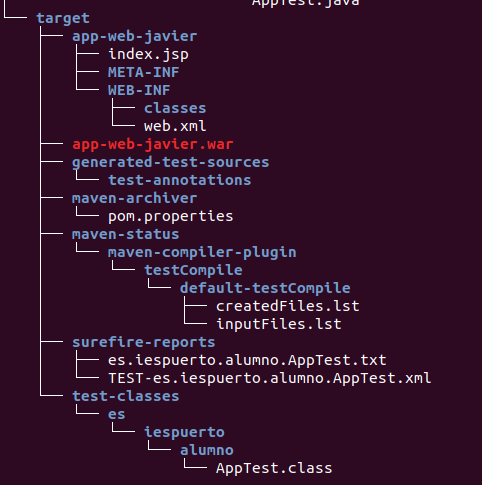 AppTest.java
target
app-web-javier
index.jsp
META-INF
WEB-INF
classes
web.xml
app-web-javier.war
generated-test-sources
test-annotations
maven-archiver
pom.properties
maven-status
maven-compiler-plugin
testCompile
default-testCompile
createdFiles.lst
inputFiles.lst
surefire-reports
es.iespuerto.alumno.AppTest.txt
TEST-es.iespuerto.alumno.AppTest.xml
test-classes
es
iespuerto
alumno
AppTest.class